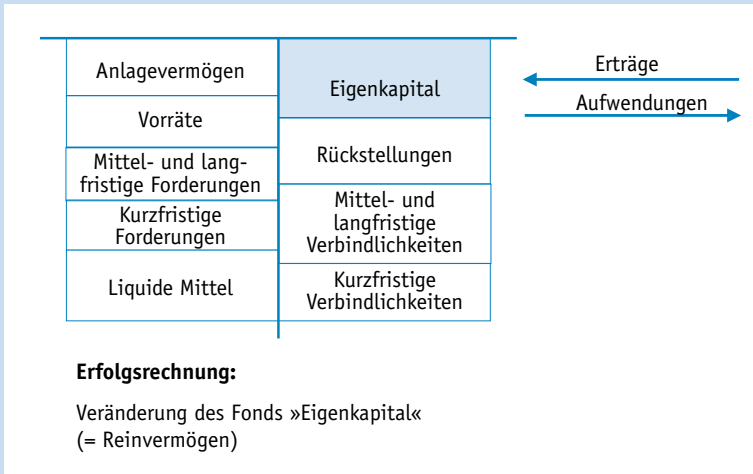 Anlagevermögen
Vorräte
Mittel- und lang-
fristige Forderungen
Kurzfristige
Forderungen
Liquide Mittel
Eigenkapital
Rückstellungen
Mittel- und
langfristige
Verbindlichkeiten
Kurzfristige
Verbindlichkeiten
Erträge
Aufwendungen
Erfolgsrechnung:
Veränderung des Fonds »Eigenkapital«
(= Reinvermögen)